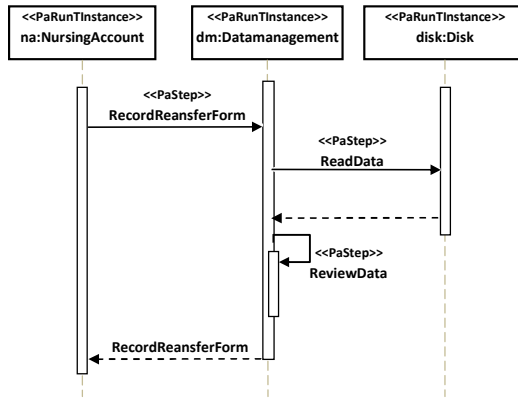 <<PaRunTInstance>>
na:NursingAccount
<<PaRunTInstance>>
dm:Datamanagement
<<PaRunTInstance>>
disk:Disk
<<PaStep>>
RecordReansferForm
<<PaStep>>
ReadData
<<PaStep>>
ReviewData
RecordReansferForm